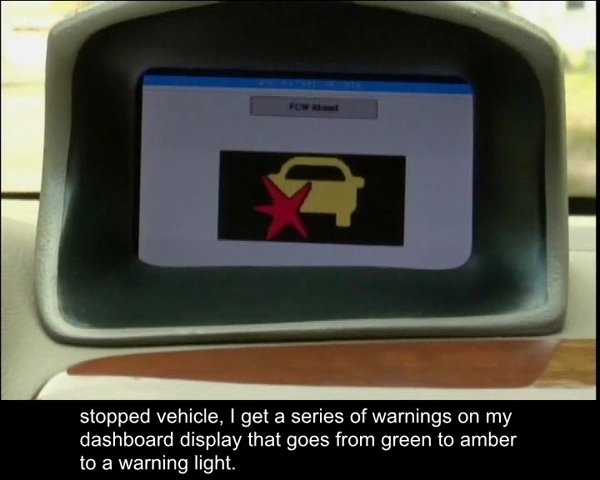 FCW Ahead
stopped vehicle, I get a series of warnings on my
dashboard display that goes from green to amber
to a warning light.